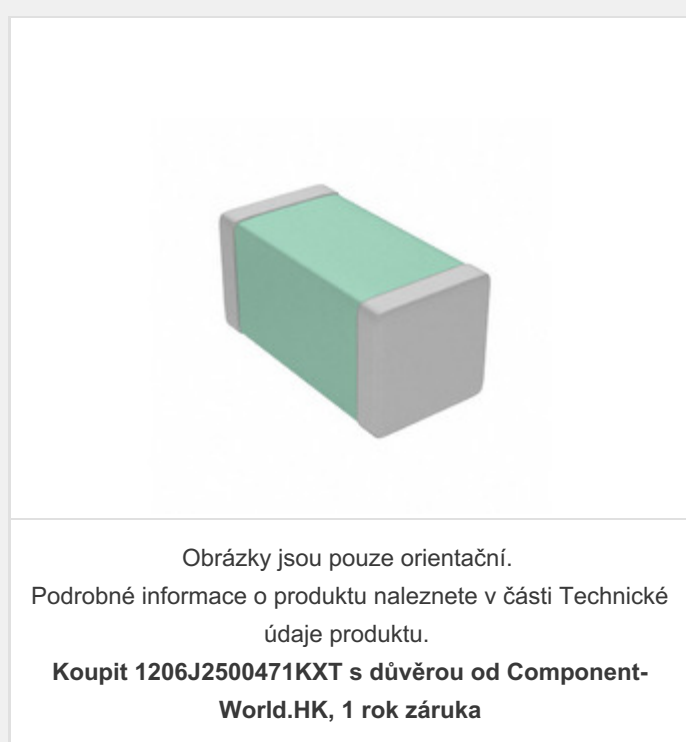 Obrázky jsou pouze orientační.
Podrobné informace o produktu naleznete v části Technické
údaje produktu.
Koupit 1206J2500471KXT s důvěrou od Component-
World.HK, 1 rok záruka